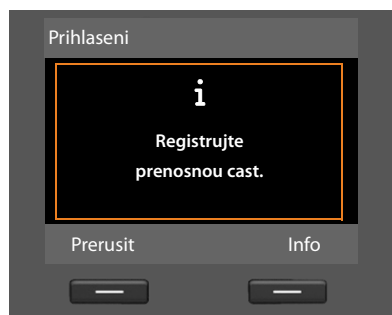 Prihlaseni
i
Registrujte
prenosnou cast.
Prerusit Info